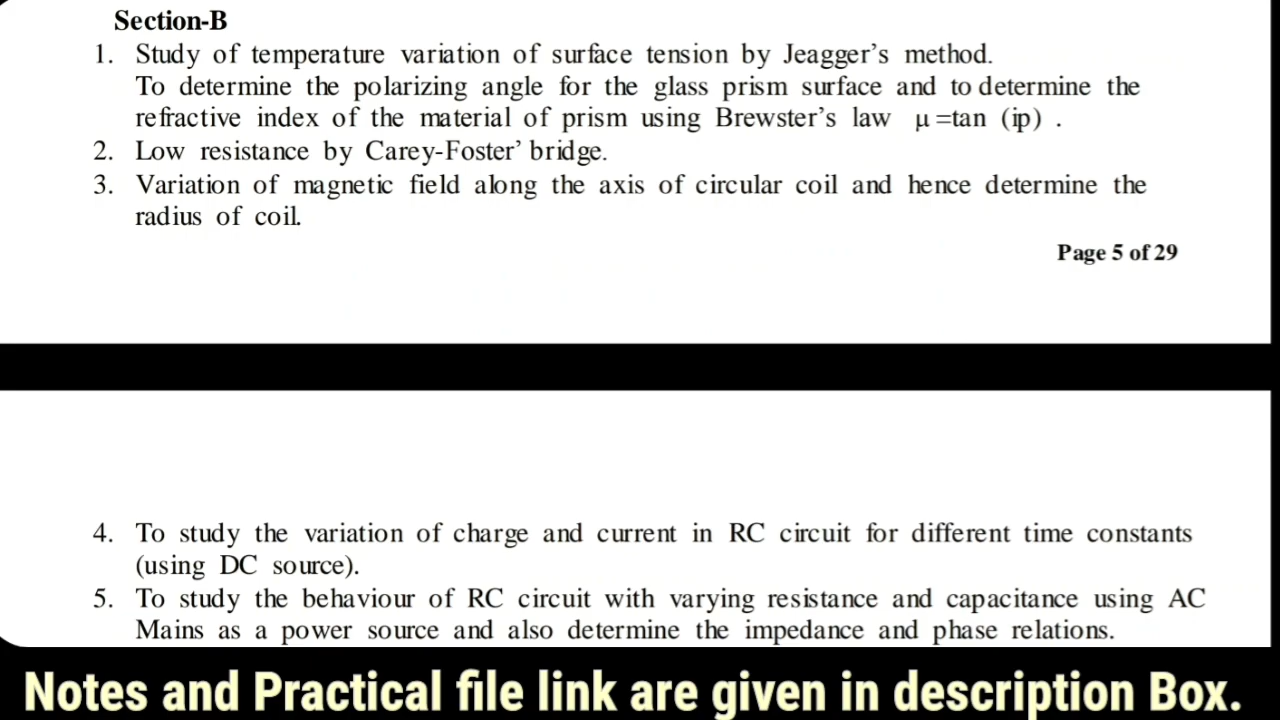 Section-B
1. Study of temperature variation of surface tension by Jeagger's method.
To determine the polarizing angle for the glass prism surface and to determine the
refractive index of the material of prism using Brewster's law μ =tan (ip) .
2. Low resistance by Carey-Foster' bridge.
3. Variation of magnetic field along the axis of circular coil and hence determine the
radius of coil.
Page 5 of 29
4. To study the variation of charge and current in RC circuit for different time constants
(using DC source).
5. To study the behaviour of RC circuit with varying resistance and capacitance using AC
Mains as a power source and also determine the impedance and phase relations.
Notes and Practical file link are given in description Box.